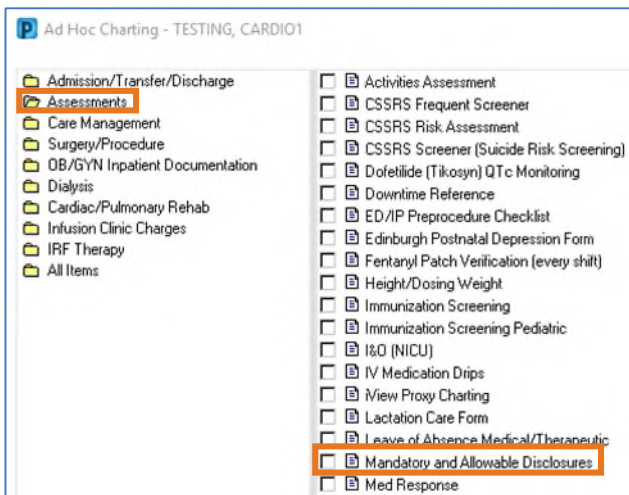 P Ad Hoc Charting - TESTING, CARDIO1
Admission/Transfer/Discharge
Assessments
Care Management
Surgery/Procedure
OB/GYN Inpatient Documentation
Dialysis
Cardiac/Pulmonary Rehab
Infusion Clinic Charges
IRF Therapy
All Items
Activities Assessment
CSSRS Frequent Screener
CSSRS Risk Assessment
CSSRS Screener (Suicide Risk Screening)
Dofetilide (Tikosyn) QTc Monitoring
Downtime Reference
ED/IP Preprocedure Checklist
Edinburgh Postnatal Depression Form
Fentanyl Patch Verification (every shift)
Height/Dosing Weight
Immunization Screening
Immunization Screening Pediatric
I&O (NICU)
IV Medication Drips
iView Proxy Charting
Lactation Care Form
Leave of Absence Medical/Therapeutic
Mandatory and Allowable Disclosures
Med Response